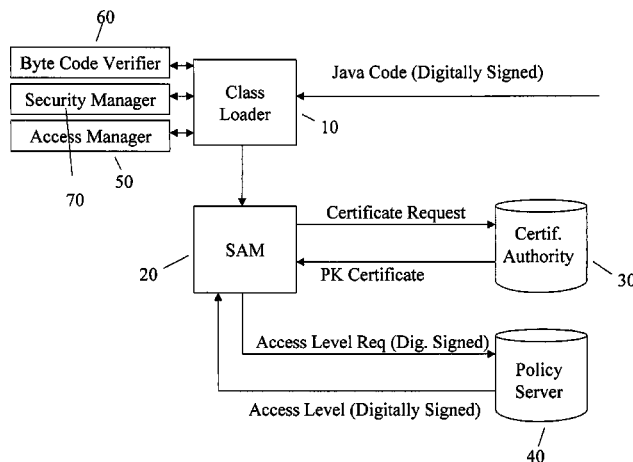 60
Byte Code Verifier
Security Manager
Access Manager
70
50
Class
Loader
10
Java Code (Digitally Signed)
20
SAM
Certificate Request
PK Certificate
Certif.
Authority
30
Access Level Req (Dig. Signed)
Access Level (Digitally Signed)
Policy
Server
40